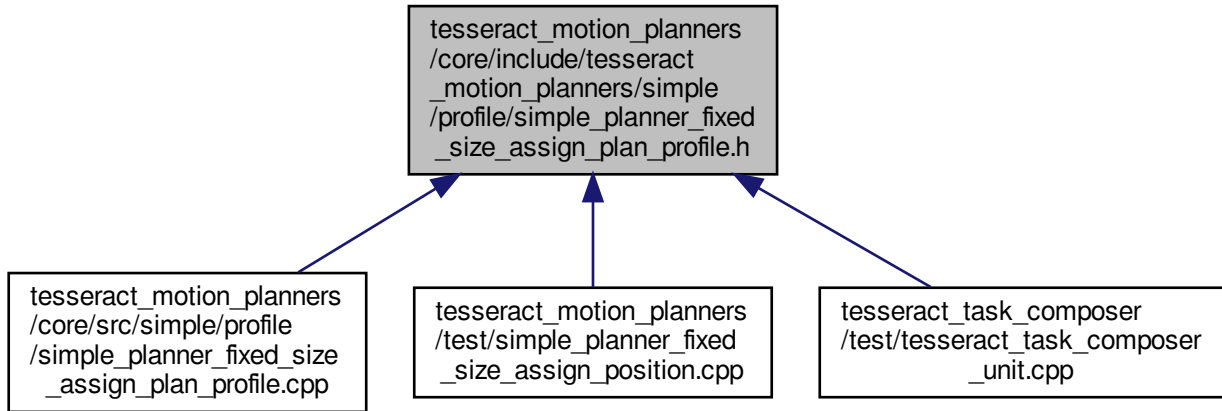 tesseract_motion_planners
/core/include/tesseract
_motion_planners/simple
/profile/simple_planner_fixed
_size_assign_plan_profile.h
tesseract_motion_planners
/core/src/simple/profile
/simple_planner_fixed_size
_assign_plan_profile.cpp
tesseract_motion_planners
/test/simple_planner_fixed
_size_assign_position.cpp
tesseract_task_composer
/test/tesseract_task_composer
_unit.cpp